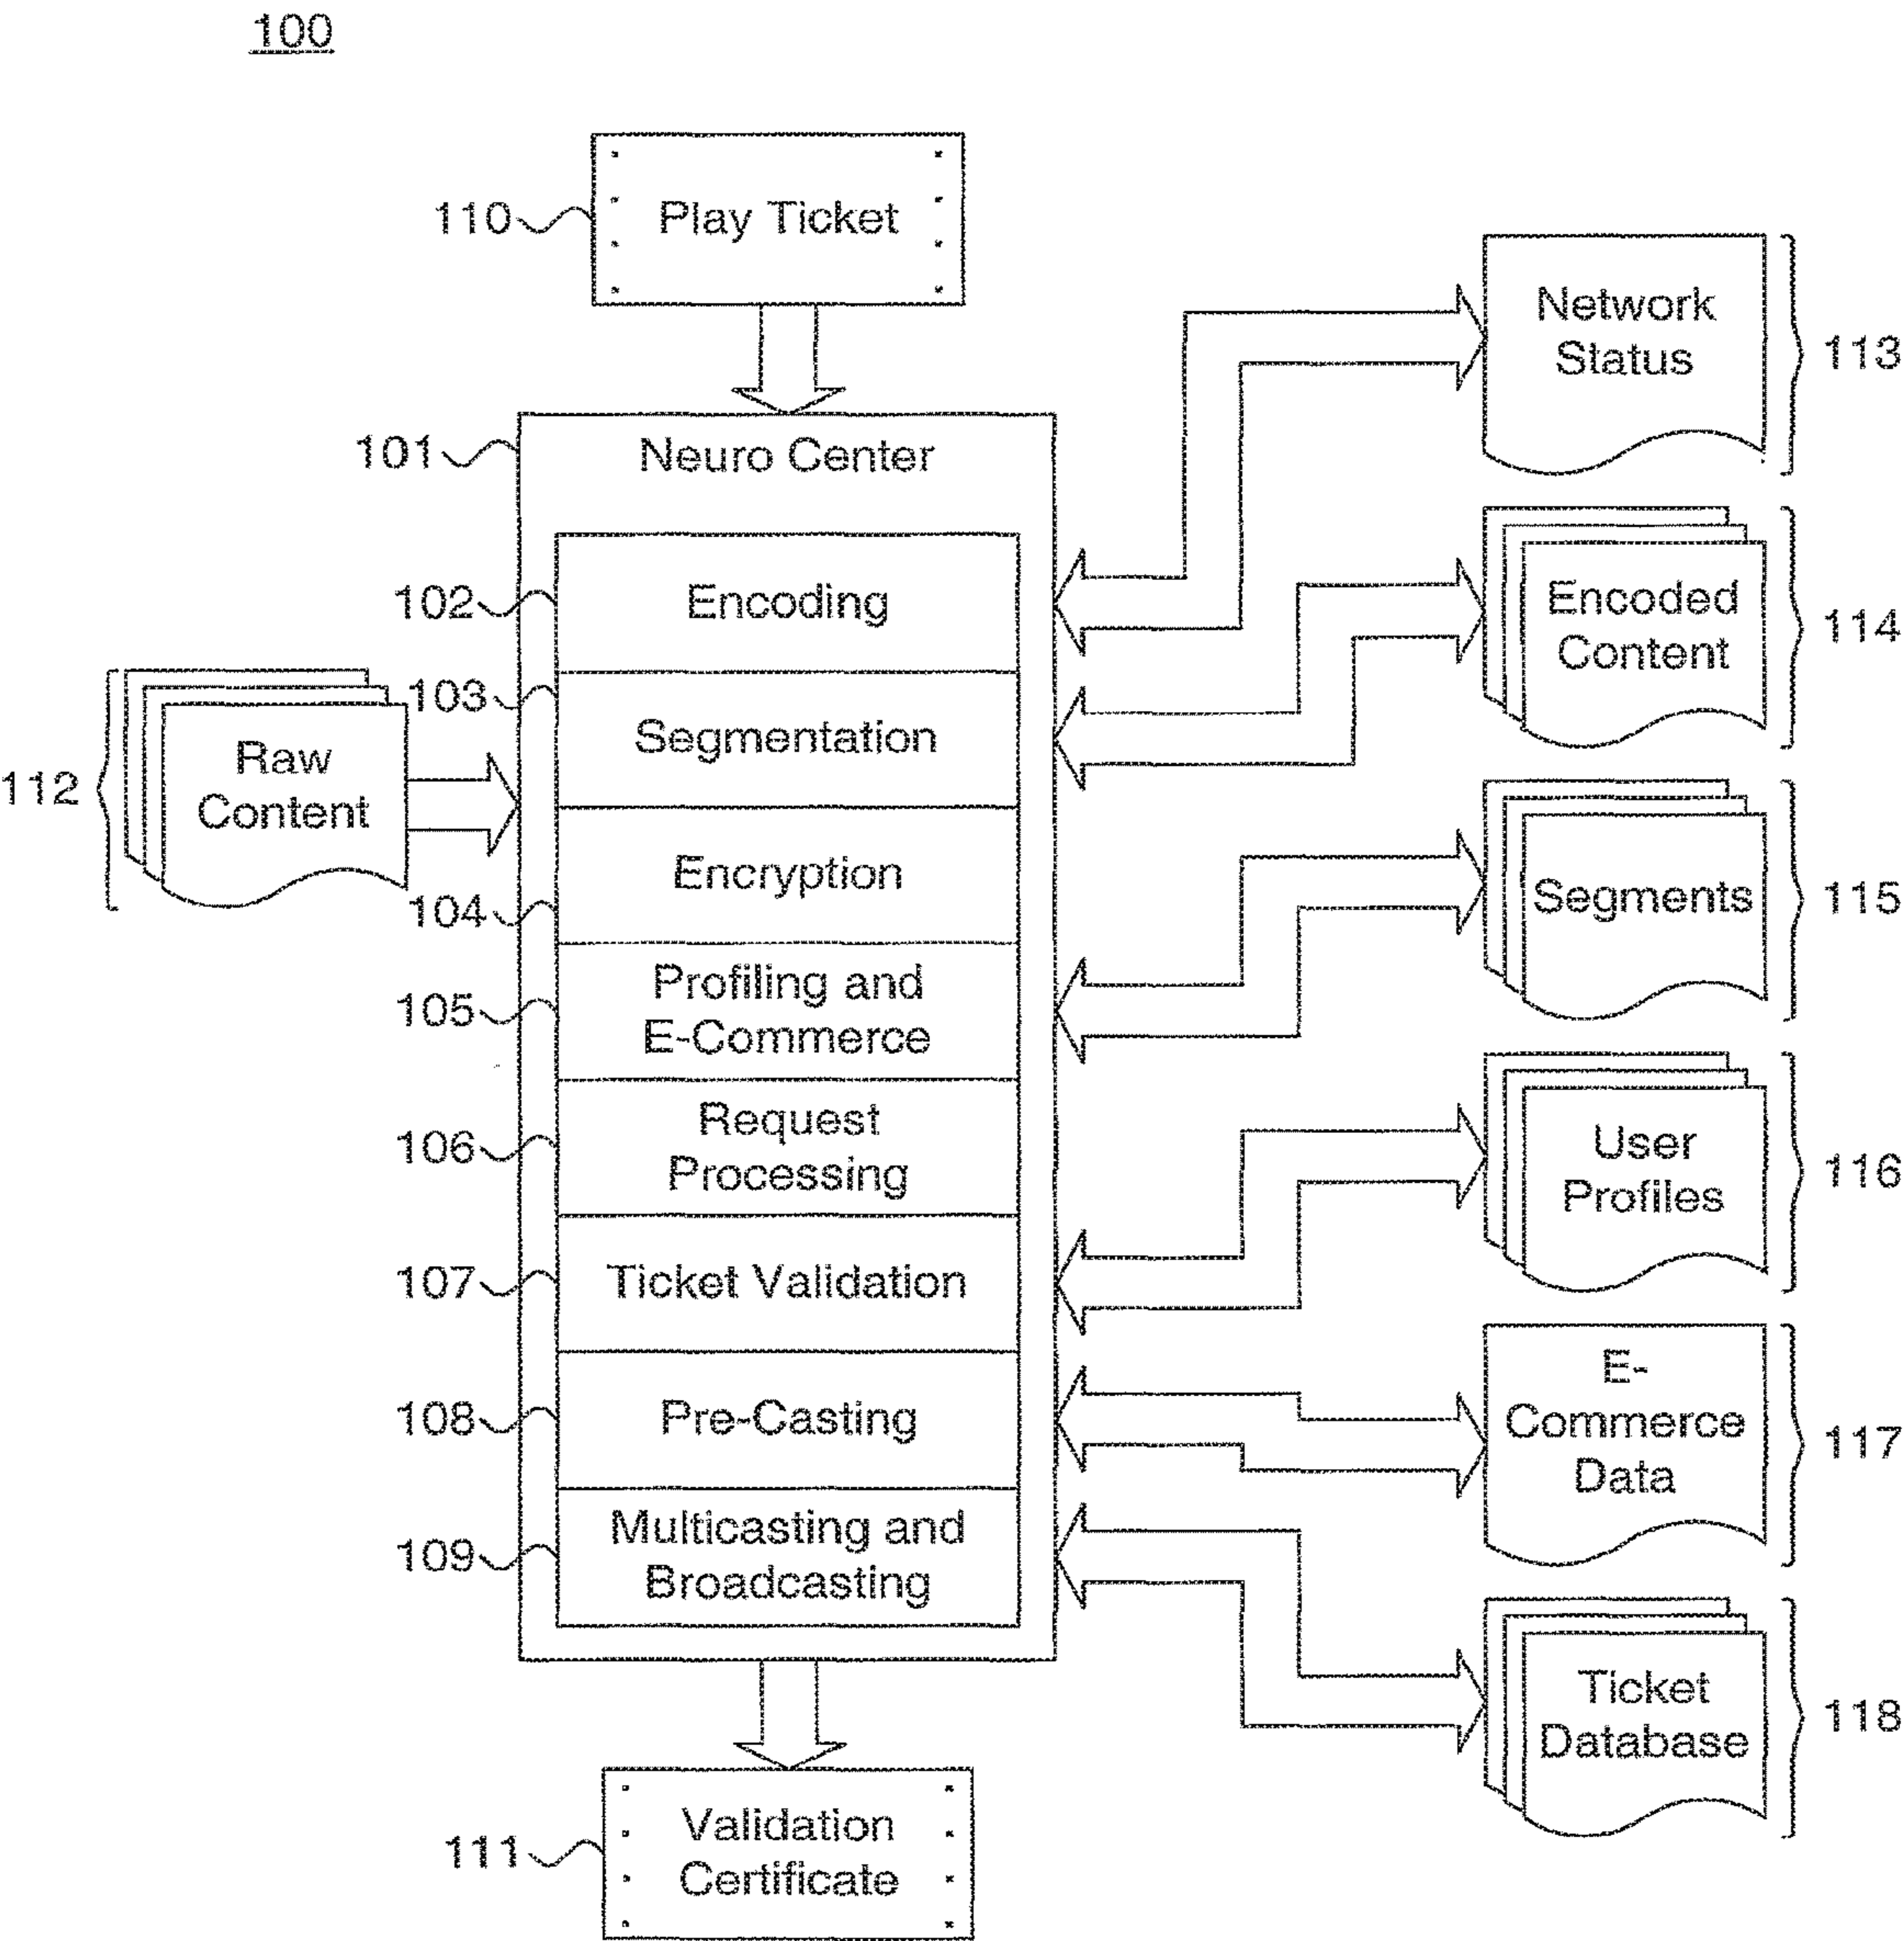 100
110
Play Ticket
Network
Status
113
101
Neuro Center
102
Encoding
Encoded
Content
114
103
Segmentation
Raw
Content
112
104
Encryption
Segments
115
105
Profiling and
E-Commerce
106
Request
Processing
User
Profiles
116
107
Ticket Validation
108
Pre-Casting
E-
Commerce
Data
117
109
Multicasting and
Broadcasting
Ticket
Database
118
111
Validation
Certificate